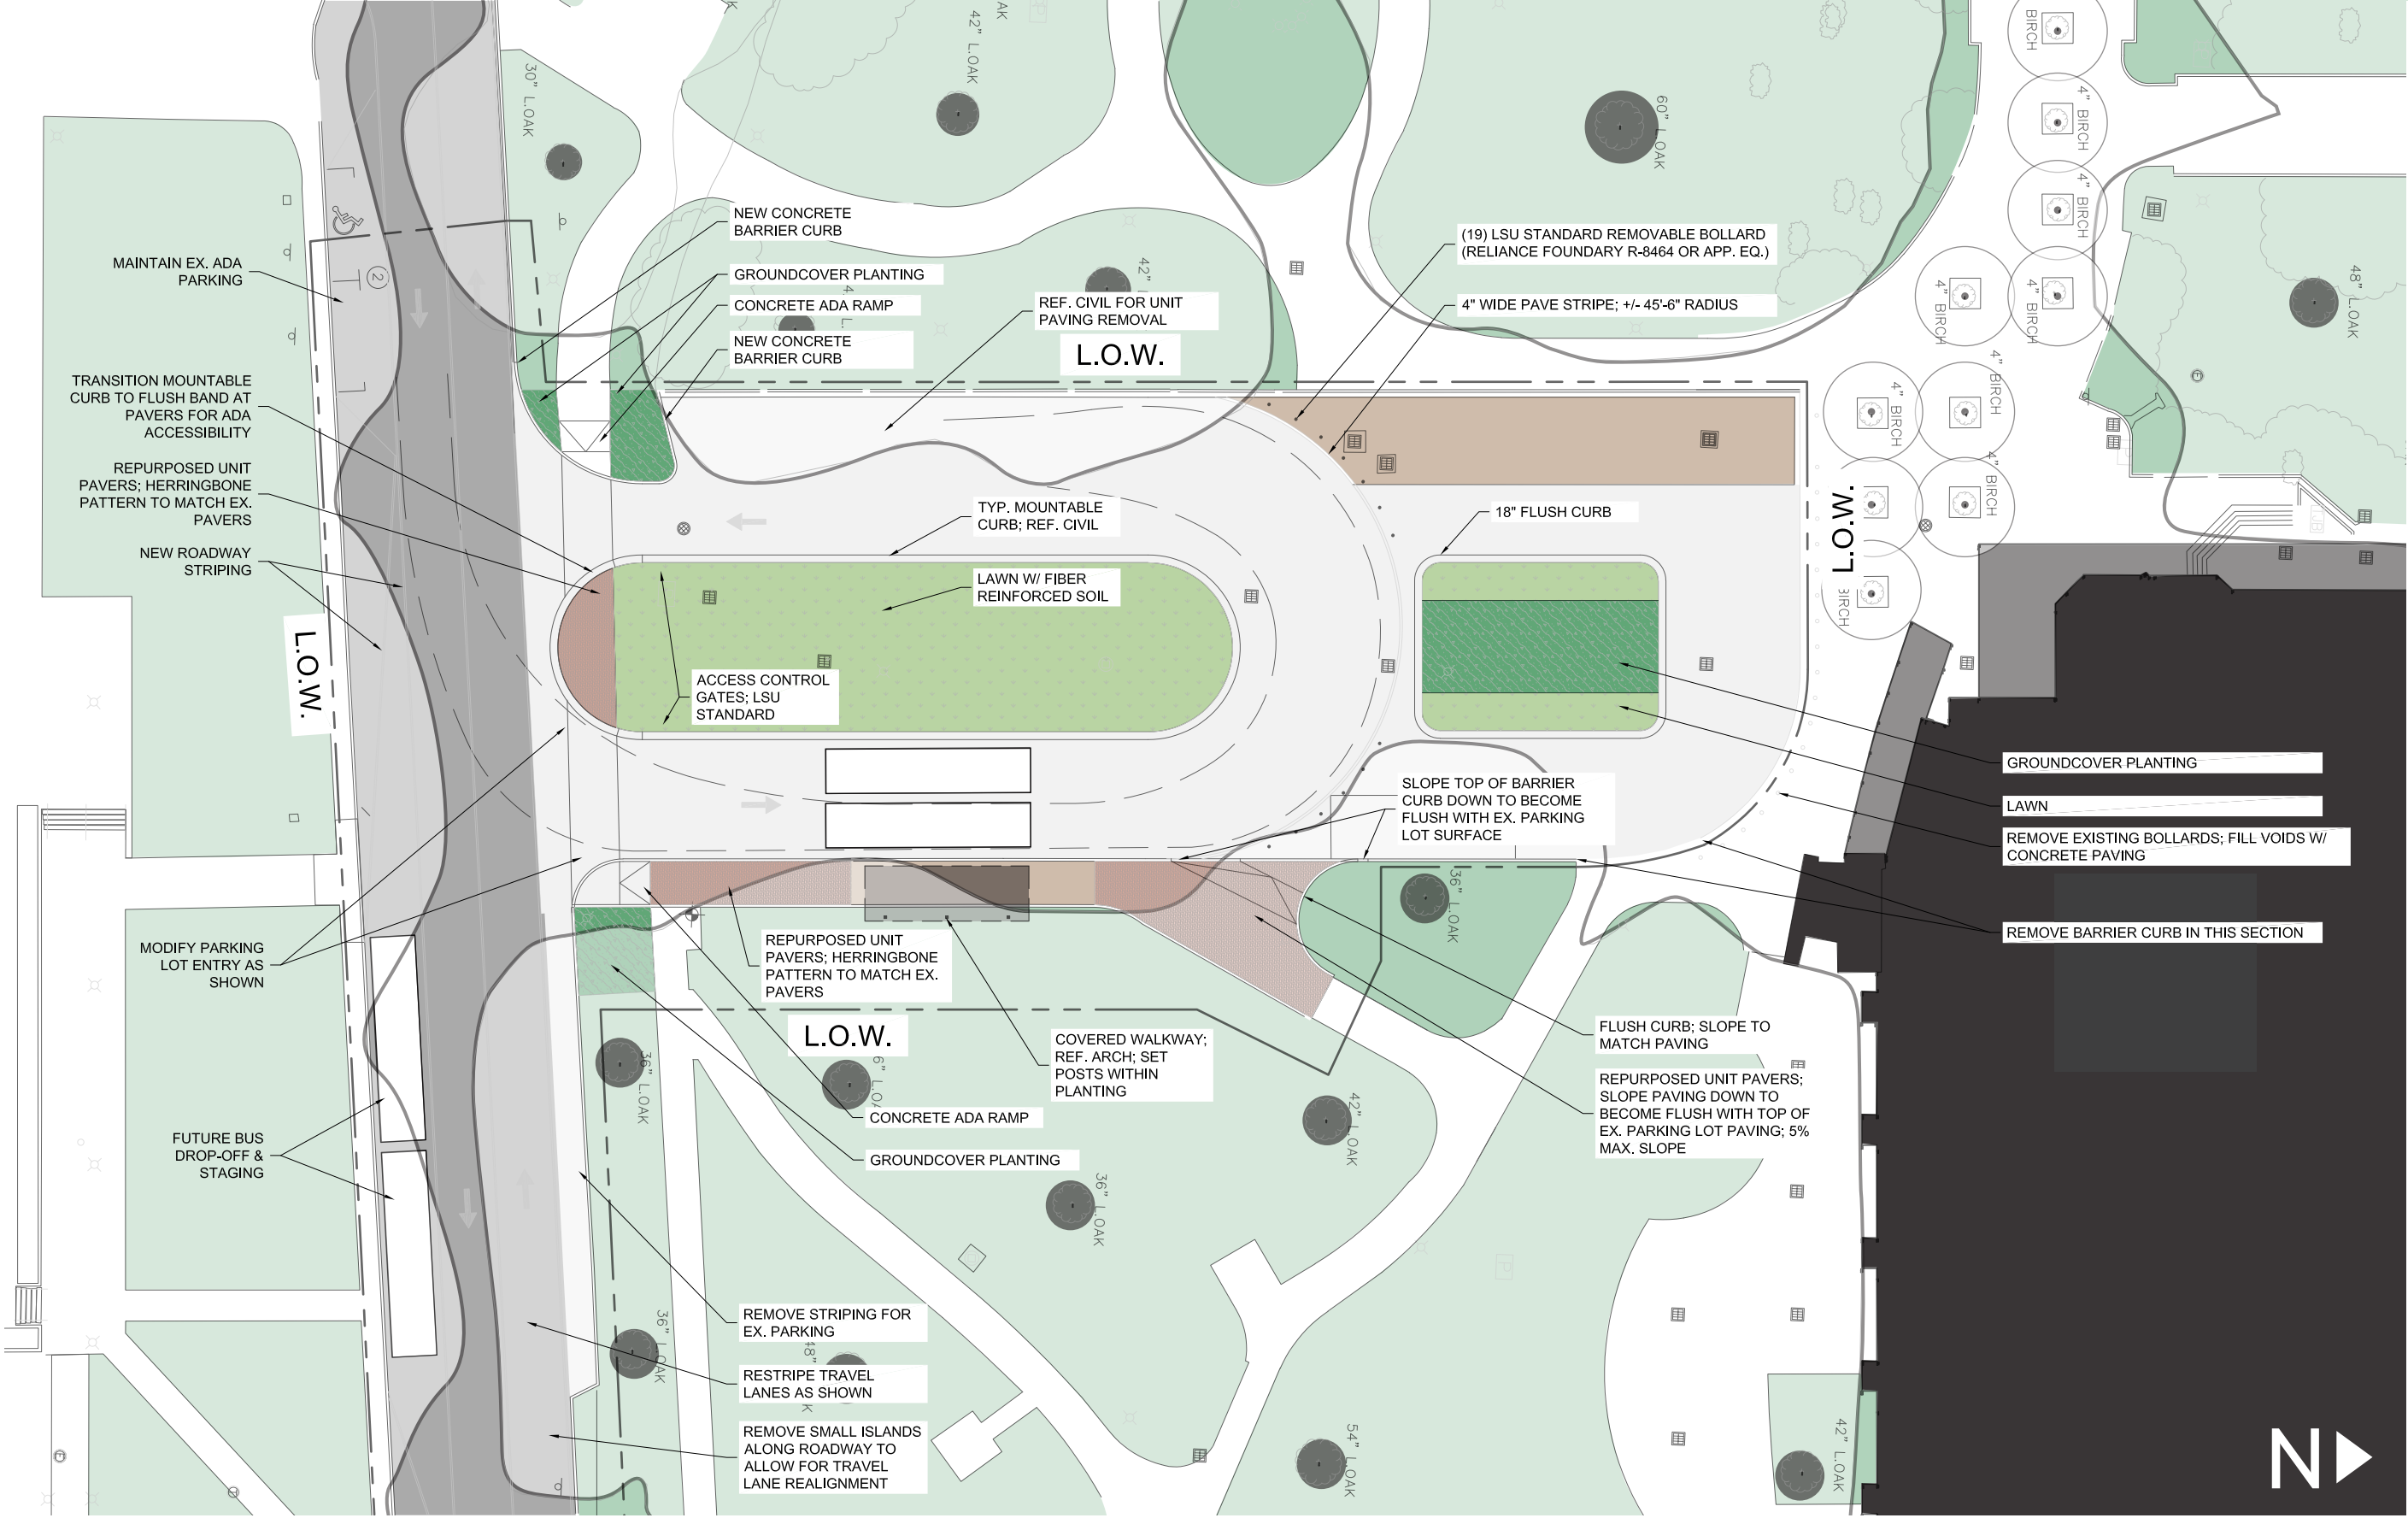 42" L.OAK
30" L.OAK
60" L.OAK
BIRCH
4" BIRCH
4" BIRCH
4" BIRCH
4" BIRCH
4" BIRCH
4" BIRCH
4" BIRCH
BIRCH
48" L.OAK
NEW CONCRETE
BARRIER CURB
GROUNDCOVER PLANTING
CONCRETE ADA RAMP
NEW CONCRETE
BARRIER CURB
42"
REF. CIVIL FOR UNIT
PAVING REMOVAL
L.O.W.
(19) LSU STANDARD REMOVABLE BOLLARD
(RELIANCE FOUNDARY R-8464 OR APP. EQ.)
4" WIDE PAVE STRIPE; +/- 45'-6" RADIUS
MAINTAIN EX. ADA
PARKING
2
TRANSITION MOUNTABLE
CURB TO FLUSH BAND AT
PAVERS FOR ADA
ACCESSIBILITY
REPURPOSED UNIT
PAVERS; HERRINGBONE
PATTERN TO MATCH EX.
PAVERS
NEW ROADWAY
STRIPING
L.O.W.
TYP. MOUNTABLE
CURB; REF. CIVIL
18" FLUSH CURB
L.O.W.
LAWN W/ FIBER
REINFORCED SOIL
ACCESS CONTROL
GATES; LSU
STANDARD
SLOPE TOP OF BARRIER
CURB DOWN TO BECOME
FLUSH WITH EX. PARKING
LOT SURFACE
GROUNDCOVER PLANTING
LAWN
REMOVE EXISTING BOLLARDS; FILL VOIDS W/
CONCRETE PAVING
REMOVE BARRIER CURB IN THIS SECTION
36" L.OAK
MODIFY PARKING
LOT ENTRY AS
SHOWN
REPURPOSED UNIT
PAVERS; HERRINGBONE
PATTERN TO MATCH EX.
PAVERS
L.O.W.
COVERED WALKWAY;
REF. ARCH; SET
POSTS WITHIN
PLANTING
FLUSH CURB; SLOPE TO
MATCH PAVING
REPURPOSED UNIT PAVERS;
SLOPE PAVING DOWN TO
BECOME FLUSH WITH TOP OF
EX. PARKING LOT PAVING; 5%
MAX. SLOPE
36" L.OAK
6" L.OA
42" L.OAK
CONCRETE ADA RAMP
GROUNDCOVER PLANTING
FUTURE BUS
DROP-OFF &
STAGING
36" L.OAK
REMOVE STRIPING FOR
EX. PARKING
RESTRIPE TRAVEL
LANES AS SHOWN
REMOVE SMALL ISLANDS
ALONG ROADWAY TO
ALLOW FOR TRAVEL
LANE REALIGNMENT
36" L.OAK
48"
54" L.OAK
42" L.OAK
N